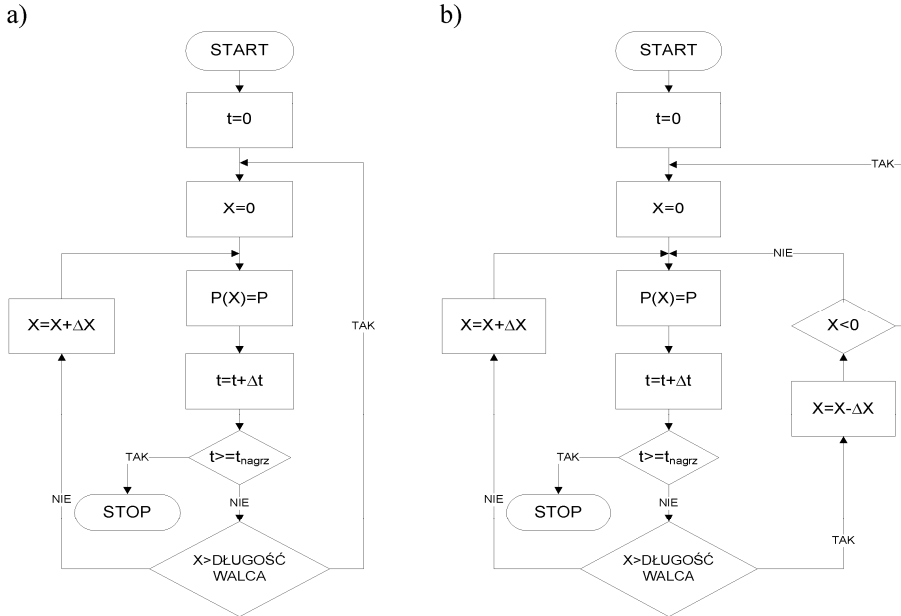 a)
START
t=0
X=0
P(X)=P
X=X+ΔX
TAK
t=t+Δt
t>=tnagrz
TAK
NIE
STOP
NIE
X>DŁUGOŚĆ
WALCA
b)
START
t=0
TAK
X=0
NIE
P(X)=P
X=X+ΔX
X<0
t=t+Δt
X=X-ΔX
t>=tnagrz
TAK
NIE
STOP
NIE
TAK
X>DŁUGOŚĆ
WALCA